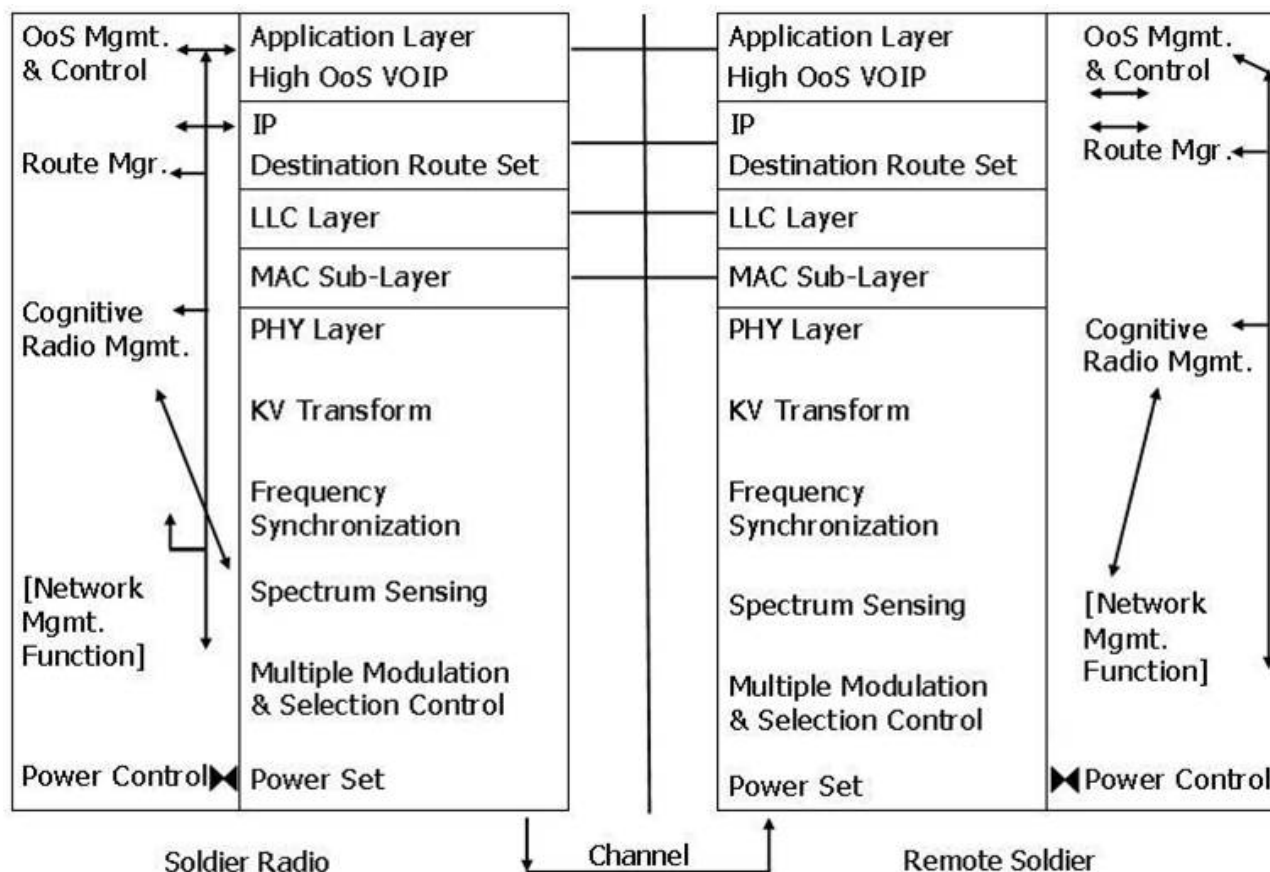 OoS Mgmt.
& Control
Route Mgr.
Cognitive
Radio Mgmt.
[Network
Mgmt.
Function]
Power Control
Application Layer
High OoS VOIP
IP
Destination Route Set
LLC Layer
MAC Sub-Layer
PHY Layer
KV Transform
Frequency
Synchronization
Spectrum Sensing
Multiple Modulation
& Selection Control
Power Set
Application Layer
High OoS VOIP
IP
Destination Route Set
LLC Layer
MAC Sub-Layer
PHY Layer
KV Transform
Frequency
Synchronization
Spectrum Sensing
Multiple Modulation
& Selection Control
Power Set
OoS Mgmt.
& Control
Route Mgr.
Cognitive
Radio Mgmt.
[Network
Mgmt.
Function]
Power Control
Soldier Radio
Channel
Remote Soldier